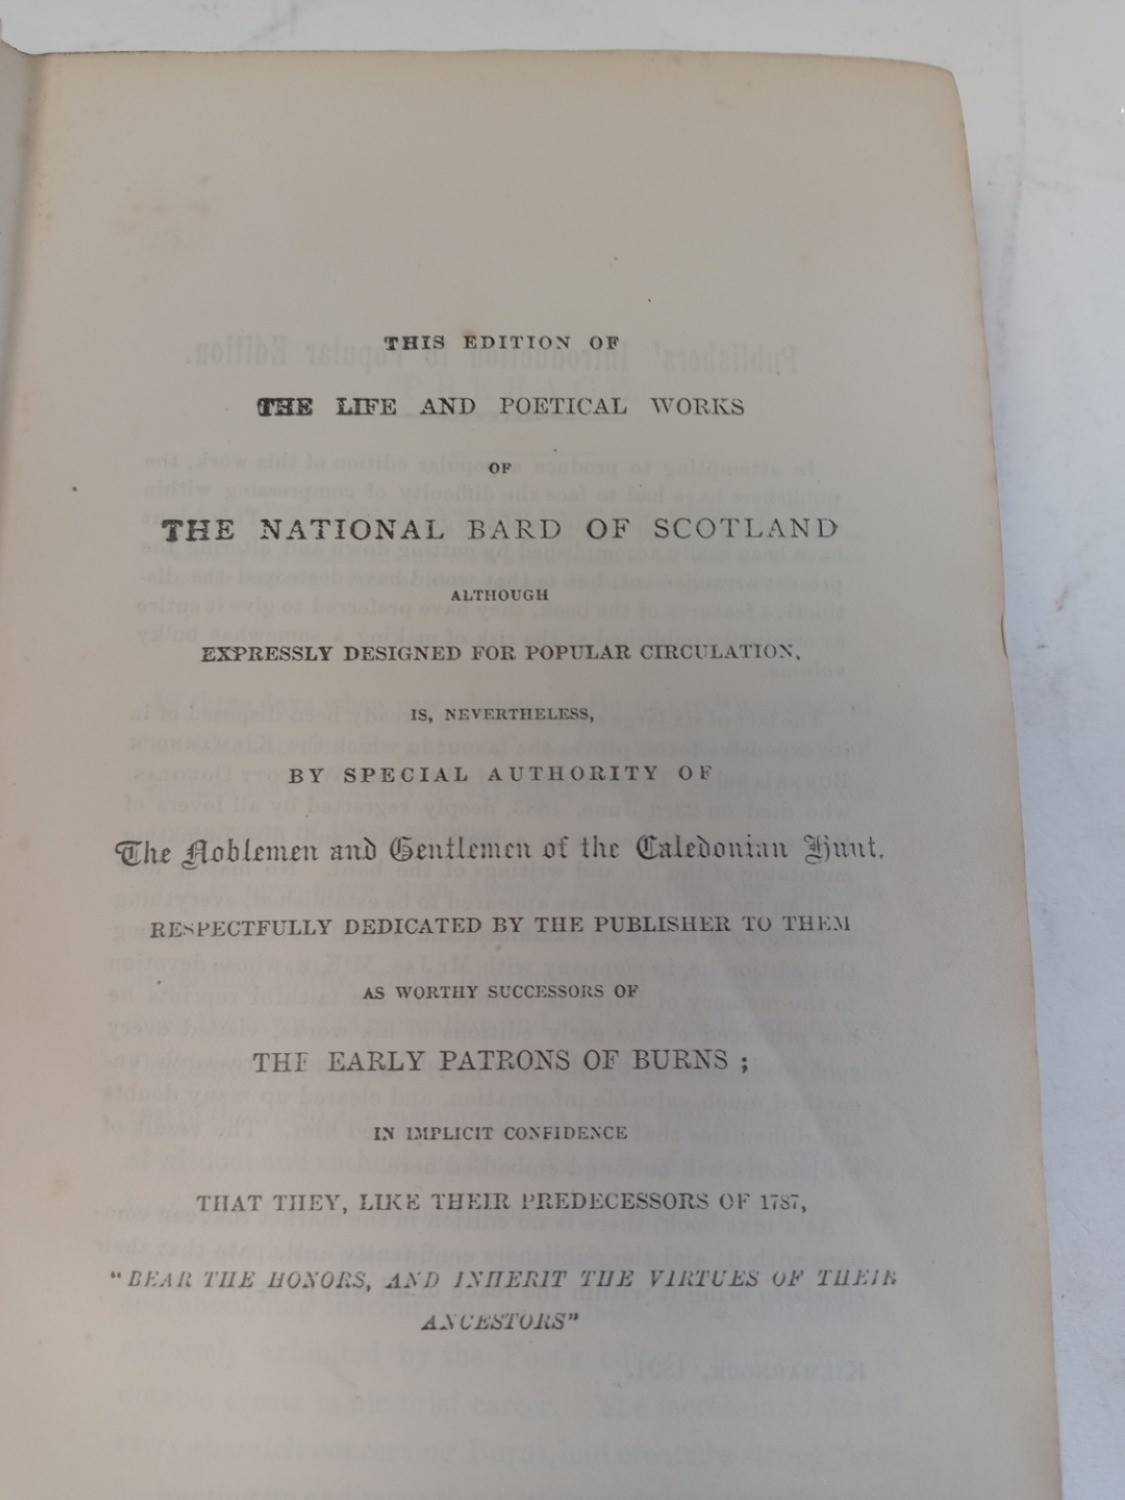 THIS EDITION OF
THE LIFE AND POETICAL WORKS
OF
THE NATIONAL BARD OF SCOTLAND
ALTHOUGH
EXPRESSLY DESIGNED FOR POPULAR CIRCULATION,
IS, NEVERTHELESS,
BY SPECIAL AUTHORITY OF
The Noblemen and Gentlemen of the Caledonian Hunt,
RESPECTFULLY DEDICATED BY THE PUBLISHER TO THEM
AS WORTHY SUCCESSORS OF
THE EARLY PATRONS OF BURNS;
IN IMPLICIT CONFIDENCE
THAT THEY, LIKE THEIR PREDECESSORS OF 1787,
"BEAR THE HONORS, AND INHERIT THE VIRTUES OF THEIR
ANCESTORS"